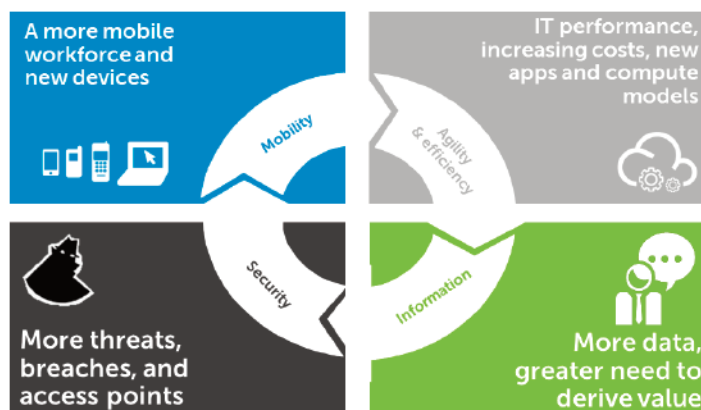 A more mobile
workforce and
new devices
Mobility
IT performance,
increasing costs, new
apps and compute
models
Agility
& efficiency
Security
More threats,
breaches, and
access points
Information
More data,
greater need to
derive value